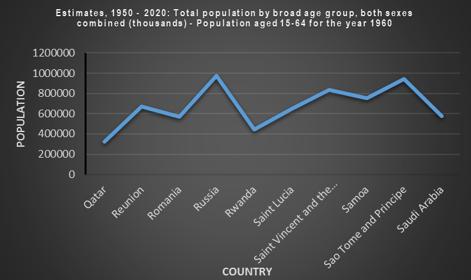 Estimates, 1950 - 2020: Total population by broad age group, both sexes
combined (thousands) - Population aged 15-64 for the year 1960
1200000
1000000
800000
600000
400000
200000
0
POPULATION
Qatar
Reunion
Romania
Russia
Rwanda
Saint Lucia
Saint Vincent and the...
Samoa
Sao Tome and Principe
Saudi Arabia
COUNTRY